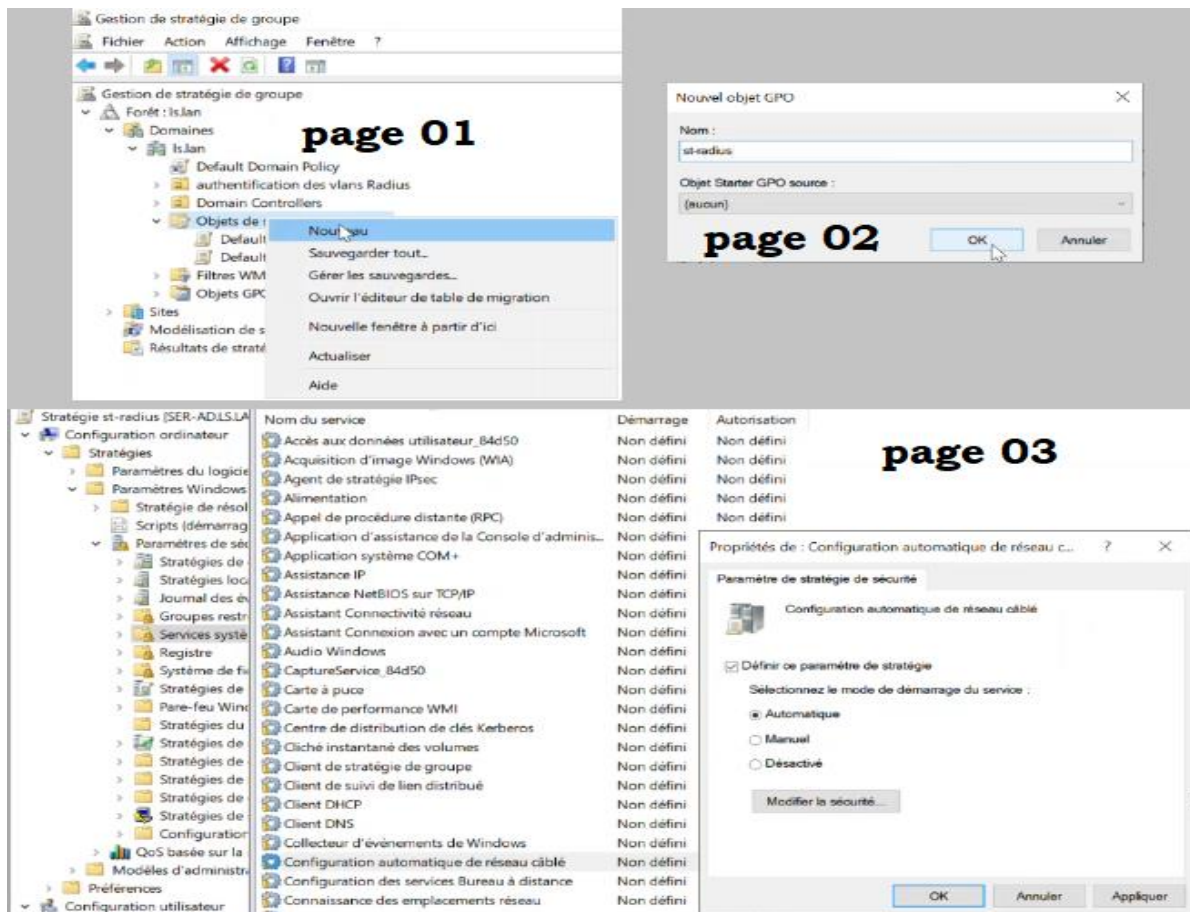 Gestion de stratégie de groupe
Fichier Action Affichage Fenêtre ?
Gestion de stratégie de groupe
Forêt : ls.lan
Domaines
ls.lan
Default Domain Policy
authentification des vlans Radius
Domain Controllers
Objets de
Default
Default
Filtres WM
Objets GPO
Sites
Modélisation de s
Résultats de straté
Nouveau
Sauvegarder tout...
Gérer les sauvegardes...
Ouvrir l'éditeur de table de migration
Nouvelle fenêtre à partir d'ici
Actualiser
Aide
page 01
Nouvel objet GPO
Nom :
st-radius
Objet Starter GPO source :
(aucun)
OK Annuler
page 02
Stratégie st-radius [SER-AD.LS.LA
Configuration ordinateur
Stratégies
Paramètres du logicie
Paramètres Windows
Stratégie de résol
Scripts (démarrag
Paramètres de séc
Stratégies de
Stratégies loca
Journal des év
Groupes restr
Services systè
Registre
Système de fi
Stratégies de
Pare-feu Wind
Stratégies du
Stratégies de
Stratégies de
Stratégies de
Stratégies de
Stratégies de
Configuration
QoS basée sur la
Modèles d'administr
Préférences
Configuration utilisateur
Nom du service Démarrage Autorisation
Accès aux données utilisateur_84d50 Non défini Non défini
Acquisition d'image Windows (WIA) Non défini Non défini
Agent de stratégie IPsec Non défini Non défini
Alimentation Non défini Non défini
Appel de procédure distante (RPC) Non défini Non défini
Application d'assistance de la Console d'adminis... Non défini
Application système COM+ Non défini
Assistance IP Non défini
Assistance NetBIOS sur TCP/IP Non défini
Assistant Connectivité réseau Non défini
Assistant Connexion avec un compte Microsoft Non défini
Audio Windows Non défini
CaptureService_84d50 Non défini
Carte à puce Non défini
Carte de performance WMI Non défini
Centre de distribution de clés Kerberos Non défini
Cliché instantané des volumes Non défini
Client de stratégie de groupe Non défini
Client de suivi de lien distribué Non défini
Client DHCP Non défini
Client DNS Non défini
Collecteur d'événements de Windows Non défini
Configuration automatique de réseau câblé Non défini
Configuration des services Bureau à distance Non défini
Connaissance des emplacements réseau Non défini
page 03
Propriétés de : Configuration automatique de réseau c... ?
Paramètre de stratégie de sécurité
Configuration automatique de réseau câblé
Définir ce paramètre de stratégie
Sélectionnez le mode de démarrage du service :
Automatique
Manuel
Désactivé
Modifier la sécurité...
OK Annuler Appliquer